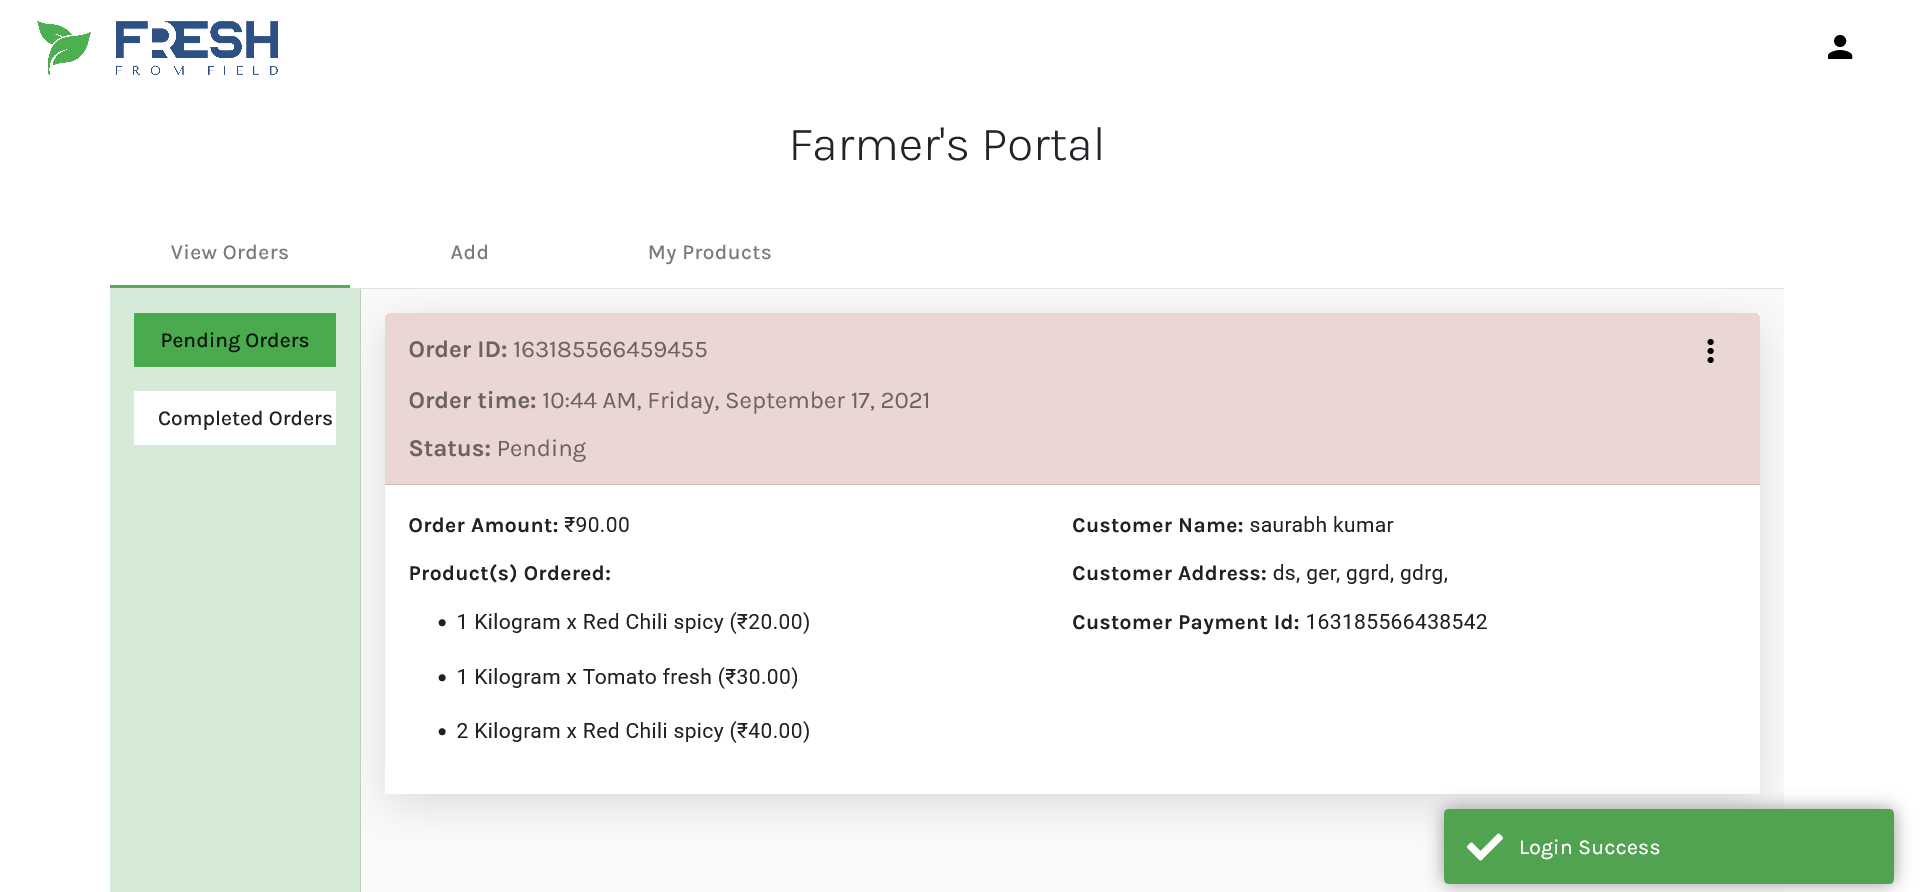 FRESH
FROM FIELD
Farmer's Portal
View Orders
Add
My Products
Pending Orders
Completed Orders
Order ID: 163185566459455
Order time: 10:44 AM, Friday, September 17, 2021
Status: Pending
Order Amount: ₹90.00
Product(s) Ordered:
• 1 Kilogram x Red Chili spicy (₹20.00)
• 1 Kilogram x Tomato fresh (₹30.00)
• 2 Kilogram x Red Chili spicy (₹40.00)
Customer Name: saurabh kumar
Customer Address: ds, ger, ggrd, gdrg,
Customer Payment Id: 163185566438542
Login Success